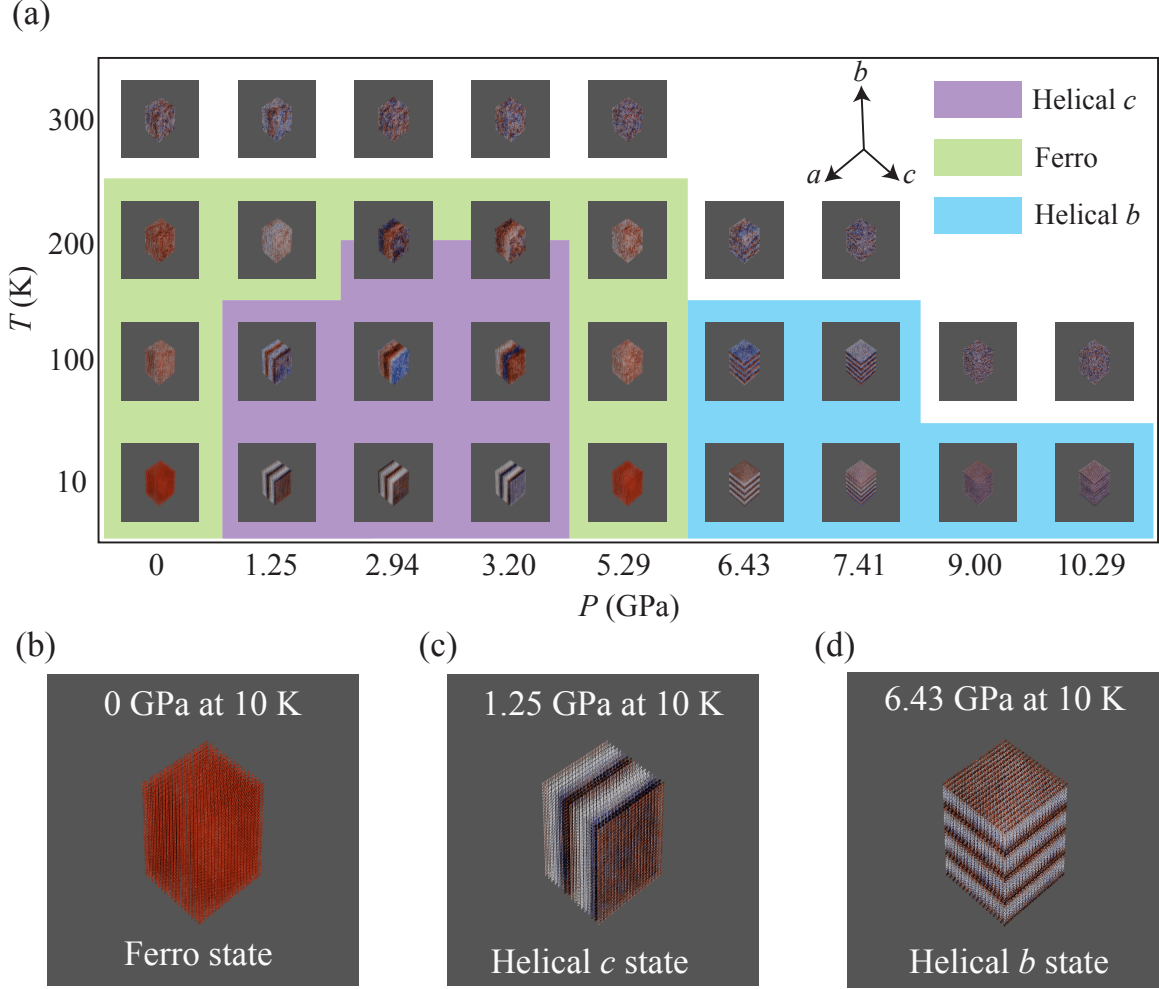 (a)
b
a
c
Helical c
Ferro
Helical b
300
200
100
10
T (K)
0 1.25 2.94 3.20 5.29 6.43 7.41 9.00 10.29
P (GPa)
(b)
0 GPa at 10 K
Ferro state
(c)
1.25 GPa at 10 K
Helical c state
(d)
6.43 GPa at 10 K
Helical b state